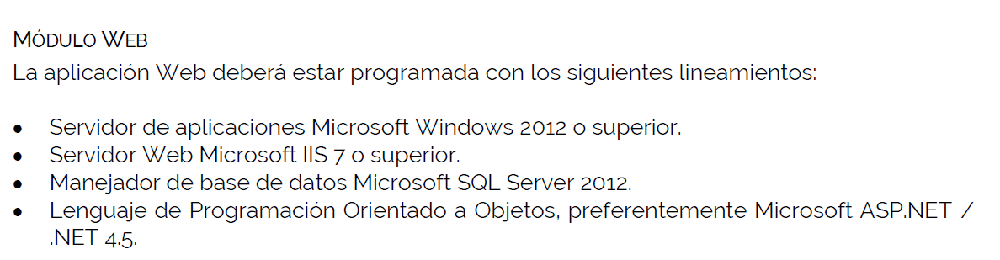 MÓDULO WEB
La aplicación Web deberá estar programada con los siguientes lineamientos:
• Servidor de aplicaciones Microsoft Windows 2012 o superior.
• Servidor Web Microsoft IIS 7 o superior.
• Manejador de base de datos Microsoft SQL Server 2012.
• Lenguaje de Programación Orientado a Objetos, preferentemente Microsoft ASP.NET /
.NET 4.5.